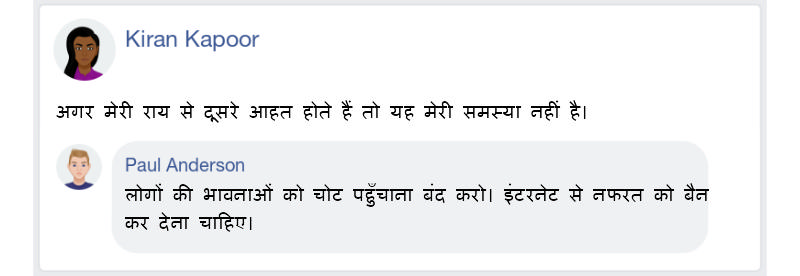 Kiran Kapoor
अगर मेरी राय से दूसरे आहत होते हैं तो यह मेरी समस्या नहीं है।
Paul Anderson
लोगों की भावनाओं को चोट पहुँचाना बंद करो। इंटरनेट से नफरत को बैन
कर देना चाहिए।